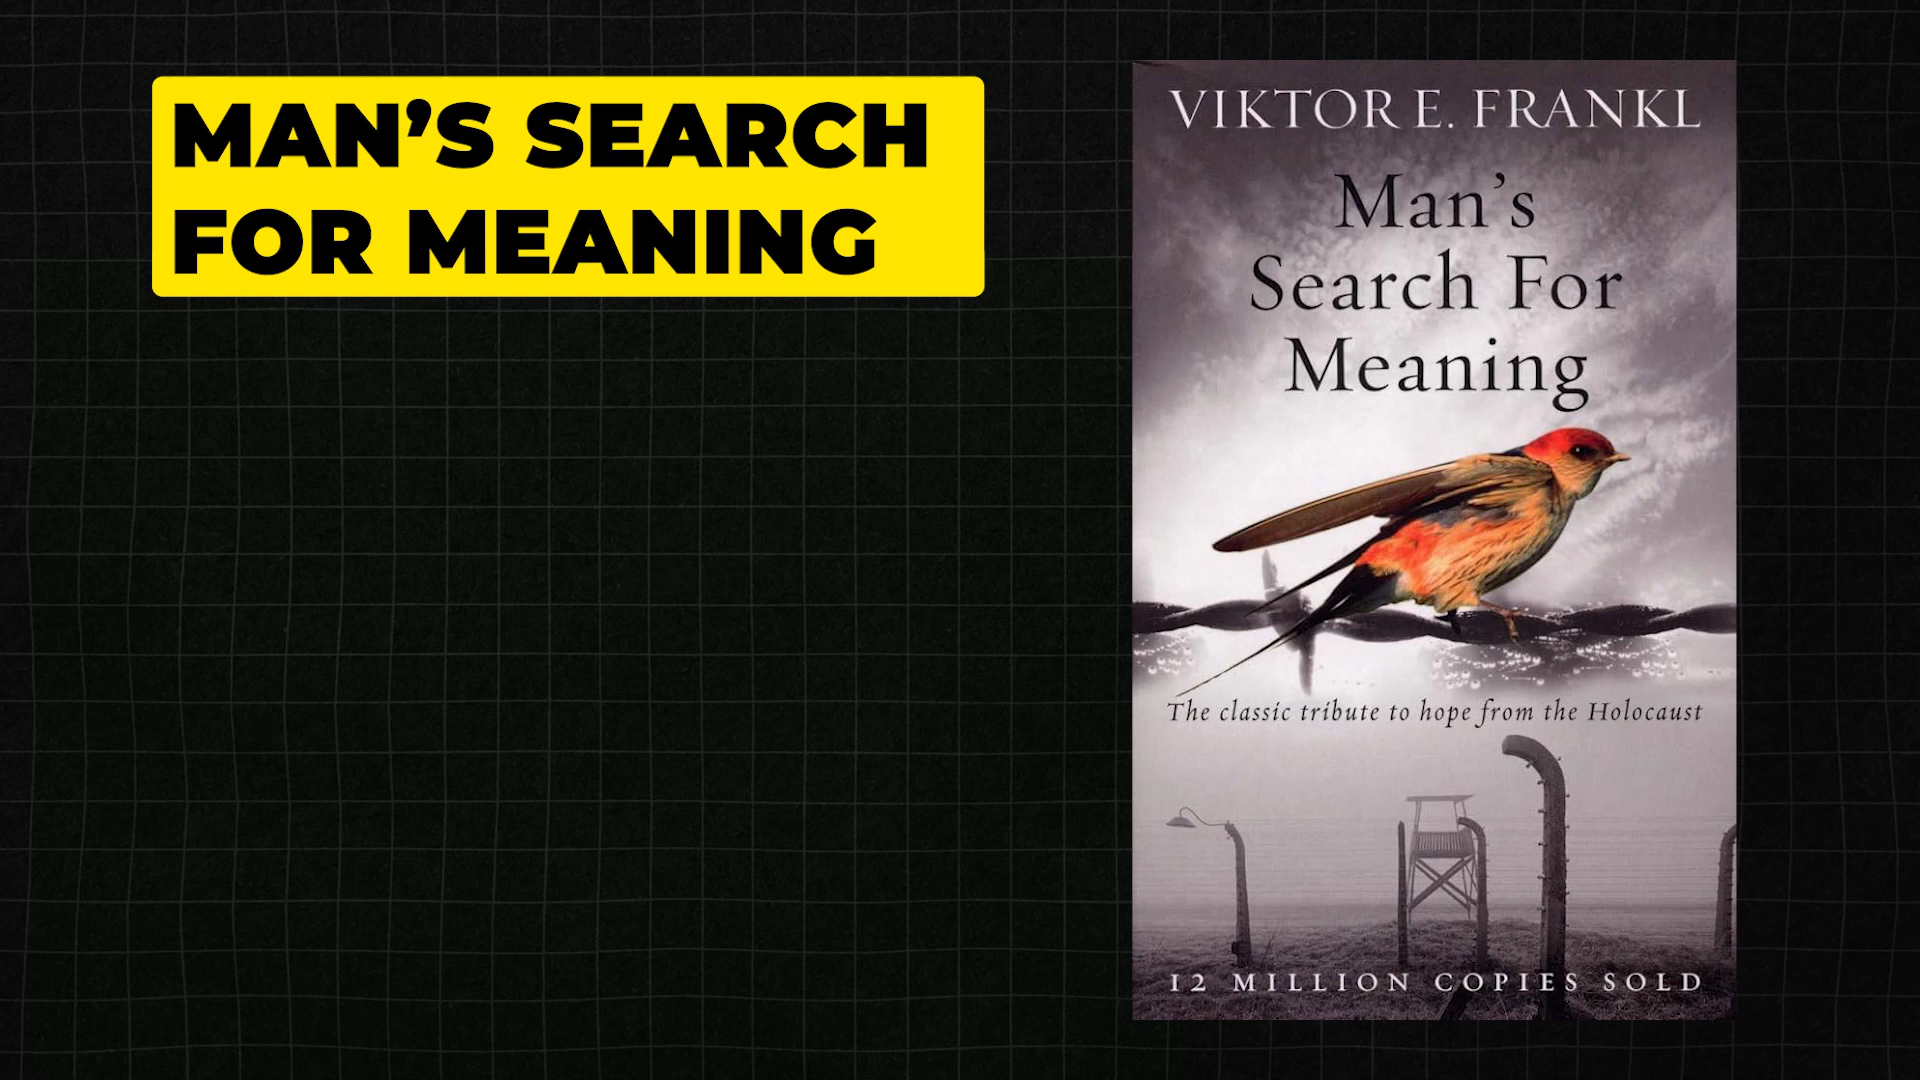 MAN’S SEARCH
FOR MEANING
VIKTOR E. FRANKL
Man’s
Search For
Meaning
The classic tribute to hope from the Holocaust
12 MILLION COPIES SOLD